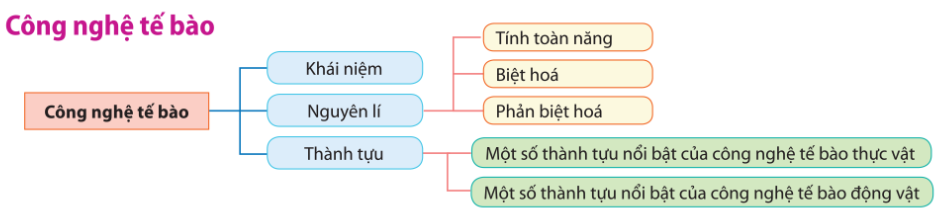 Công nghệ tế bào
Công nghệ tế bào
Khái niệm
Nguyên lí
Tính toàn năng
Biệt hoá
Phản biệt hoá
Thành tựu
Một số thành tựu nổi bật của công nghệ tế bào thực vật
Một số thành tựu nổi bật của công nghệ tế bào động vật